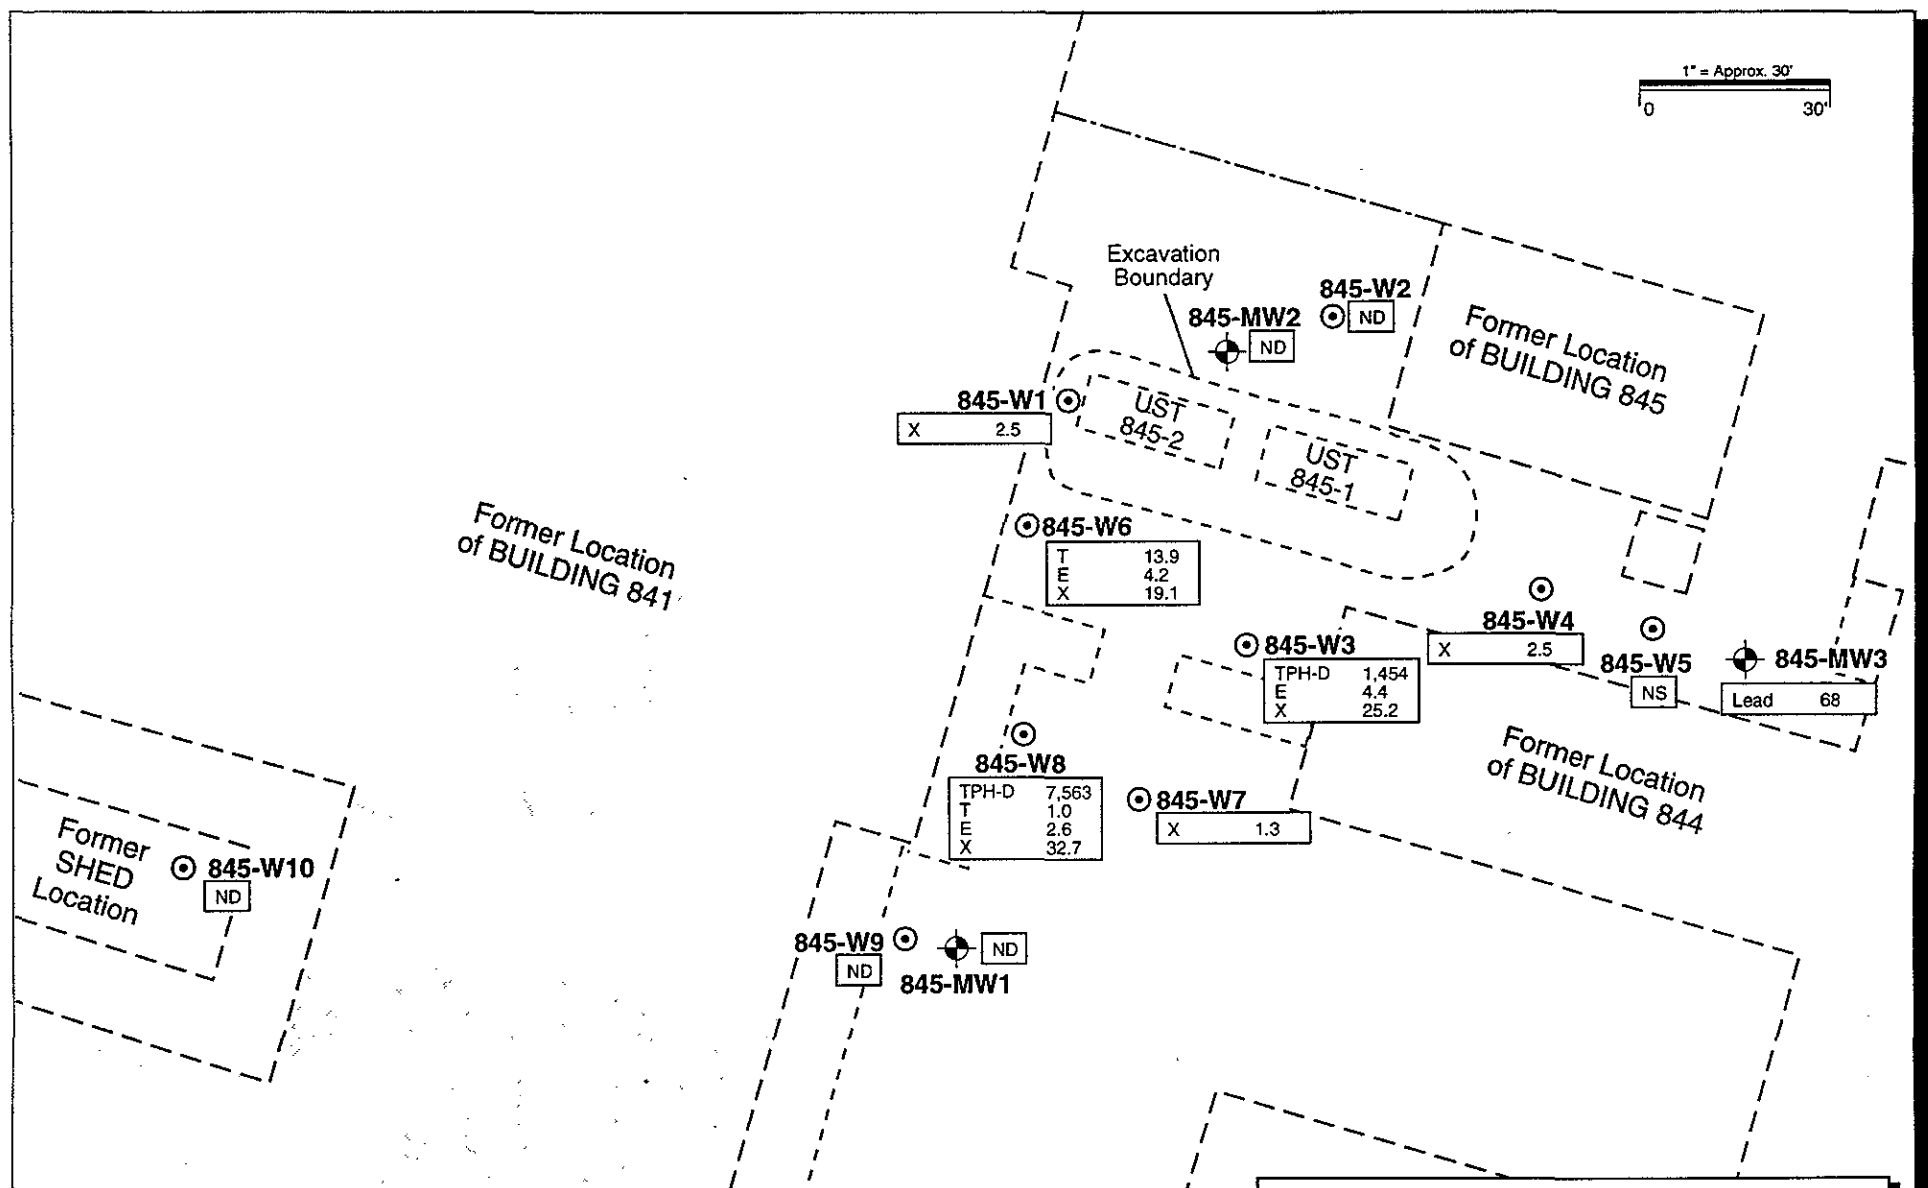 1" = Approx. 30'
0 30'
Excavation
Boundary
845-W2
ND
845-MW2
ND
Former Location
of BUILDING 845
845-W1
X 2.5
UST
845-2
UST
845-1
Former Location
of BUILDING 841
845-W6
T 13.9
E 4.2
X 19.1
845-W4
X 2.5
845-W3
TPH-D 1,454
E 4.4
X 25.2
845-W5
NS
845-MW3
Lead 68
Former Location
of BUILDING 844
845-W8
TPH-D 7,563
T 1.0
E 2.6
X 32.7
845-W7
X 1.3
Former
SHED
Location
845-W10
ND
845-W9
ND
ND
845-MW1